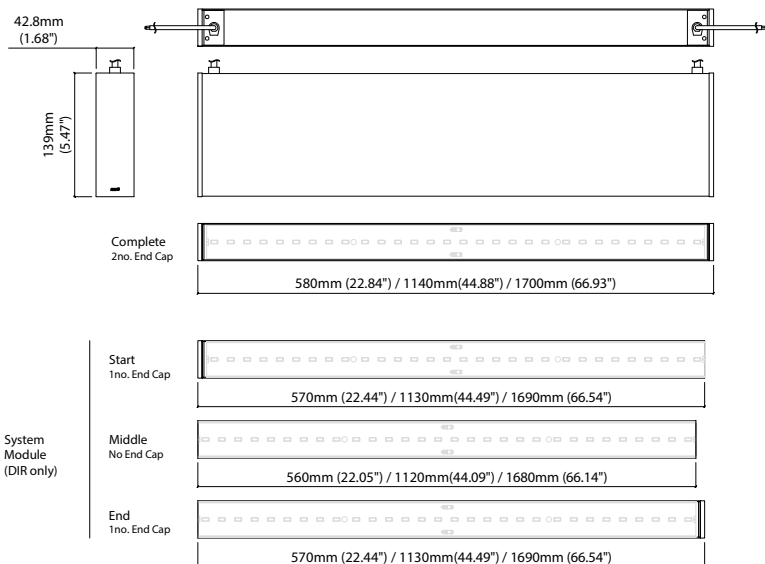 42.8mm
(1.68")
139mm
(5.47")
Complete
2no. End Cap
580mm (22.84") / 1140mm(44.88") / 1700mm (66.93")
Start
1no. End Cap
570mm (22.44") / 1130mm(44.49") / 1690mm (66.54")
System
Module
(DIR only)
Middle
No End Cap
560mm (22.05") / 1120mm(44.09") / 1680mm (66.14")
End
1no. End Cap
570mm (22.44") / 1130mm(44.49") / 1690mm (66.54")